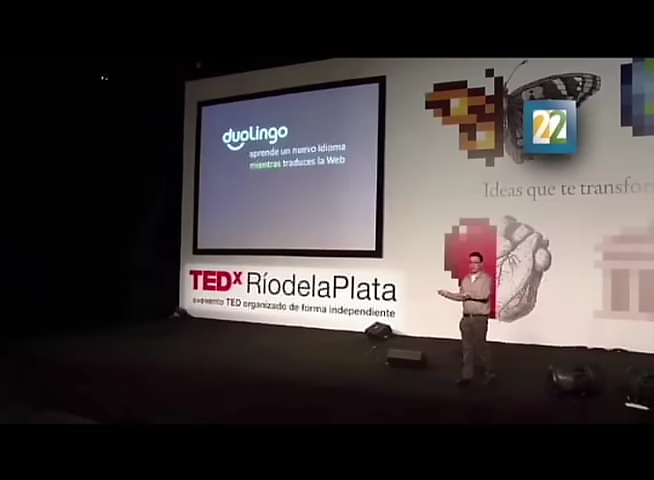 duolingo
aprende un nuevo idioma
mientras traduces la Web
22
Ideas que te transfor
TEDx RíodelaPlata
evento TED organizado de forma independiente